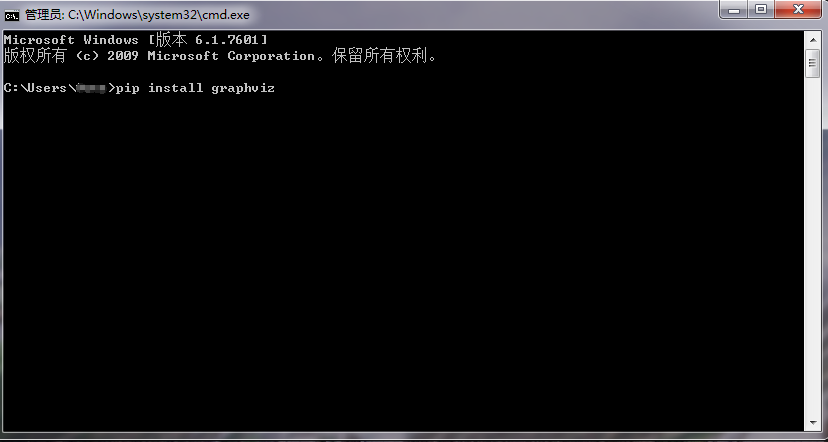 管理员: C:\Windows\system32\cmd.exe
Microsoft Windows [版本 6.1.7601]
版权所有 (c) 2009 Microsoft Corporation。保留所有权利。
C:\Users\ >pip install graphviz